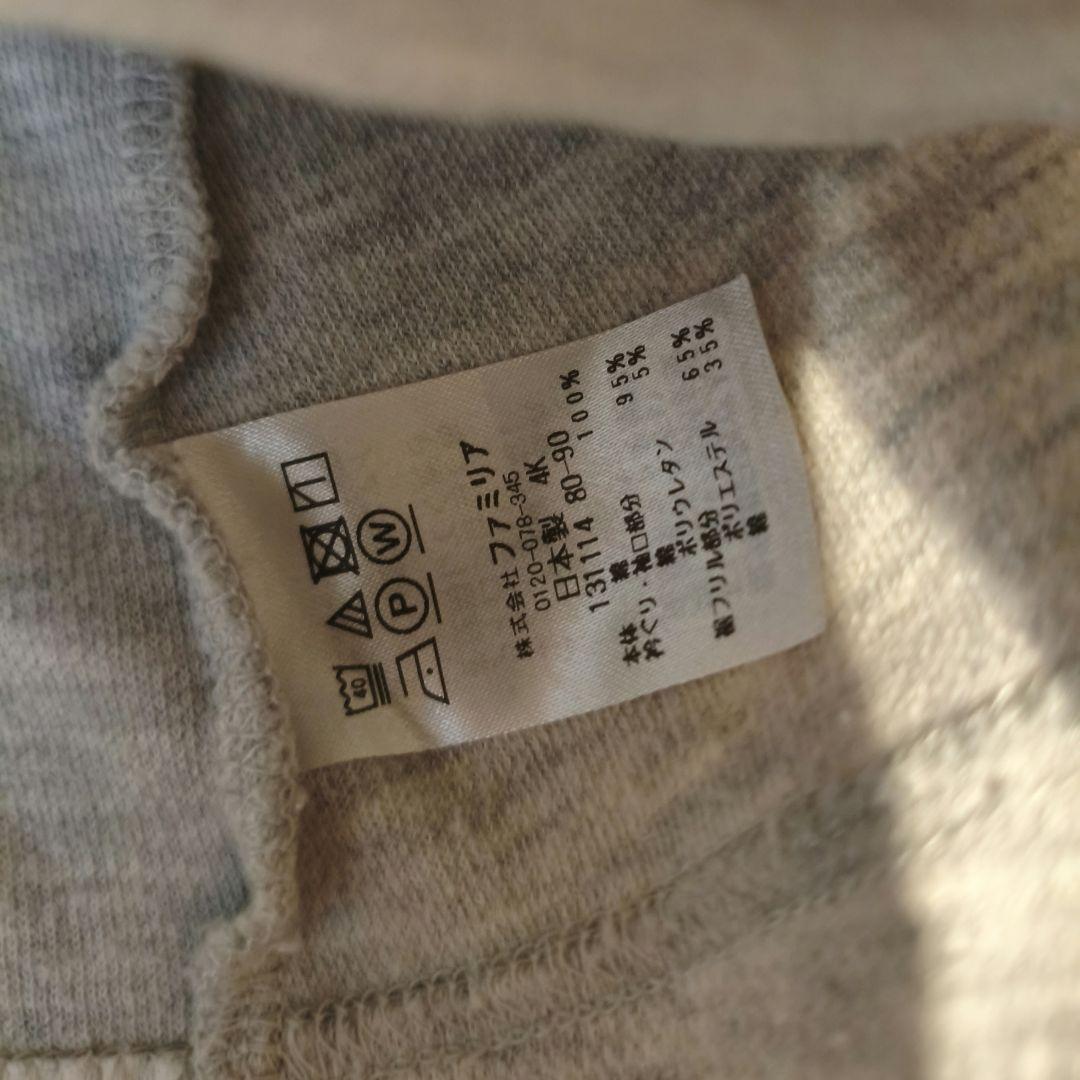 40
P W
株式会社 ファミリア
0120-078-345
日本製 4K
131114 80-90
本体 綿 100%
衿ぐり・袖口部分
綿 95%
ポリウレタン 5%
裾フリル部分
ポリエステル 65%
綿 35%